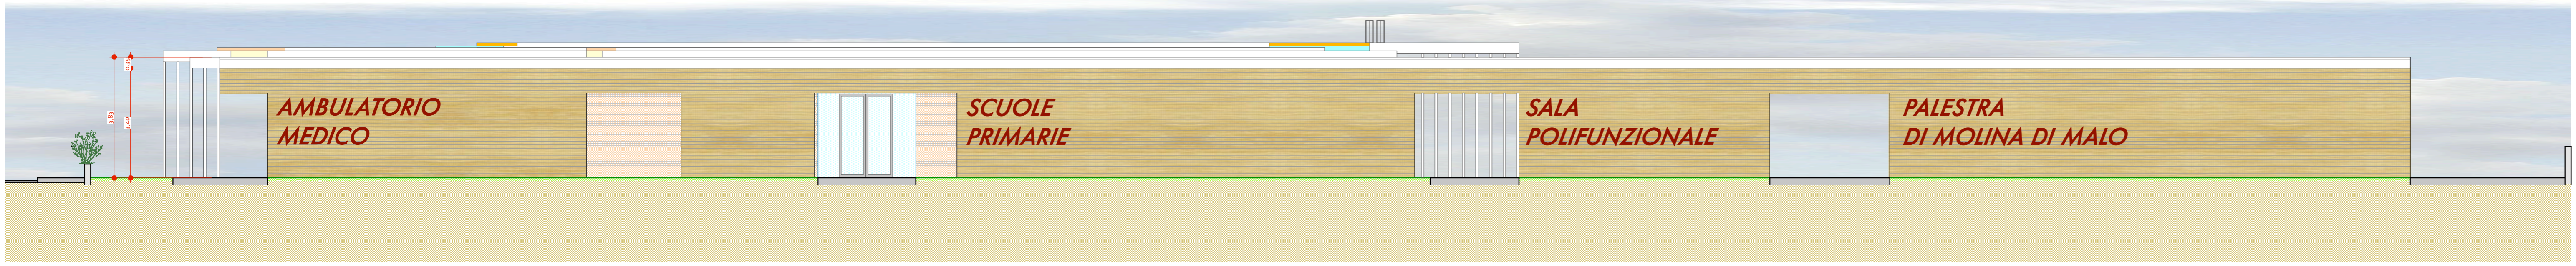 AMBULATORIO
MEDICO
SCUOLE
PRIMARIE
SALA
POLIFUNZIONALE
PALESTRA
DI MOLINA DI MALO